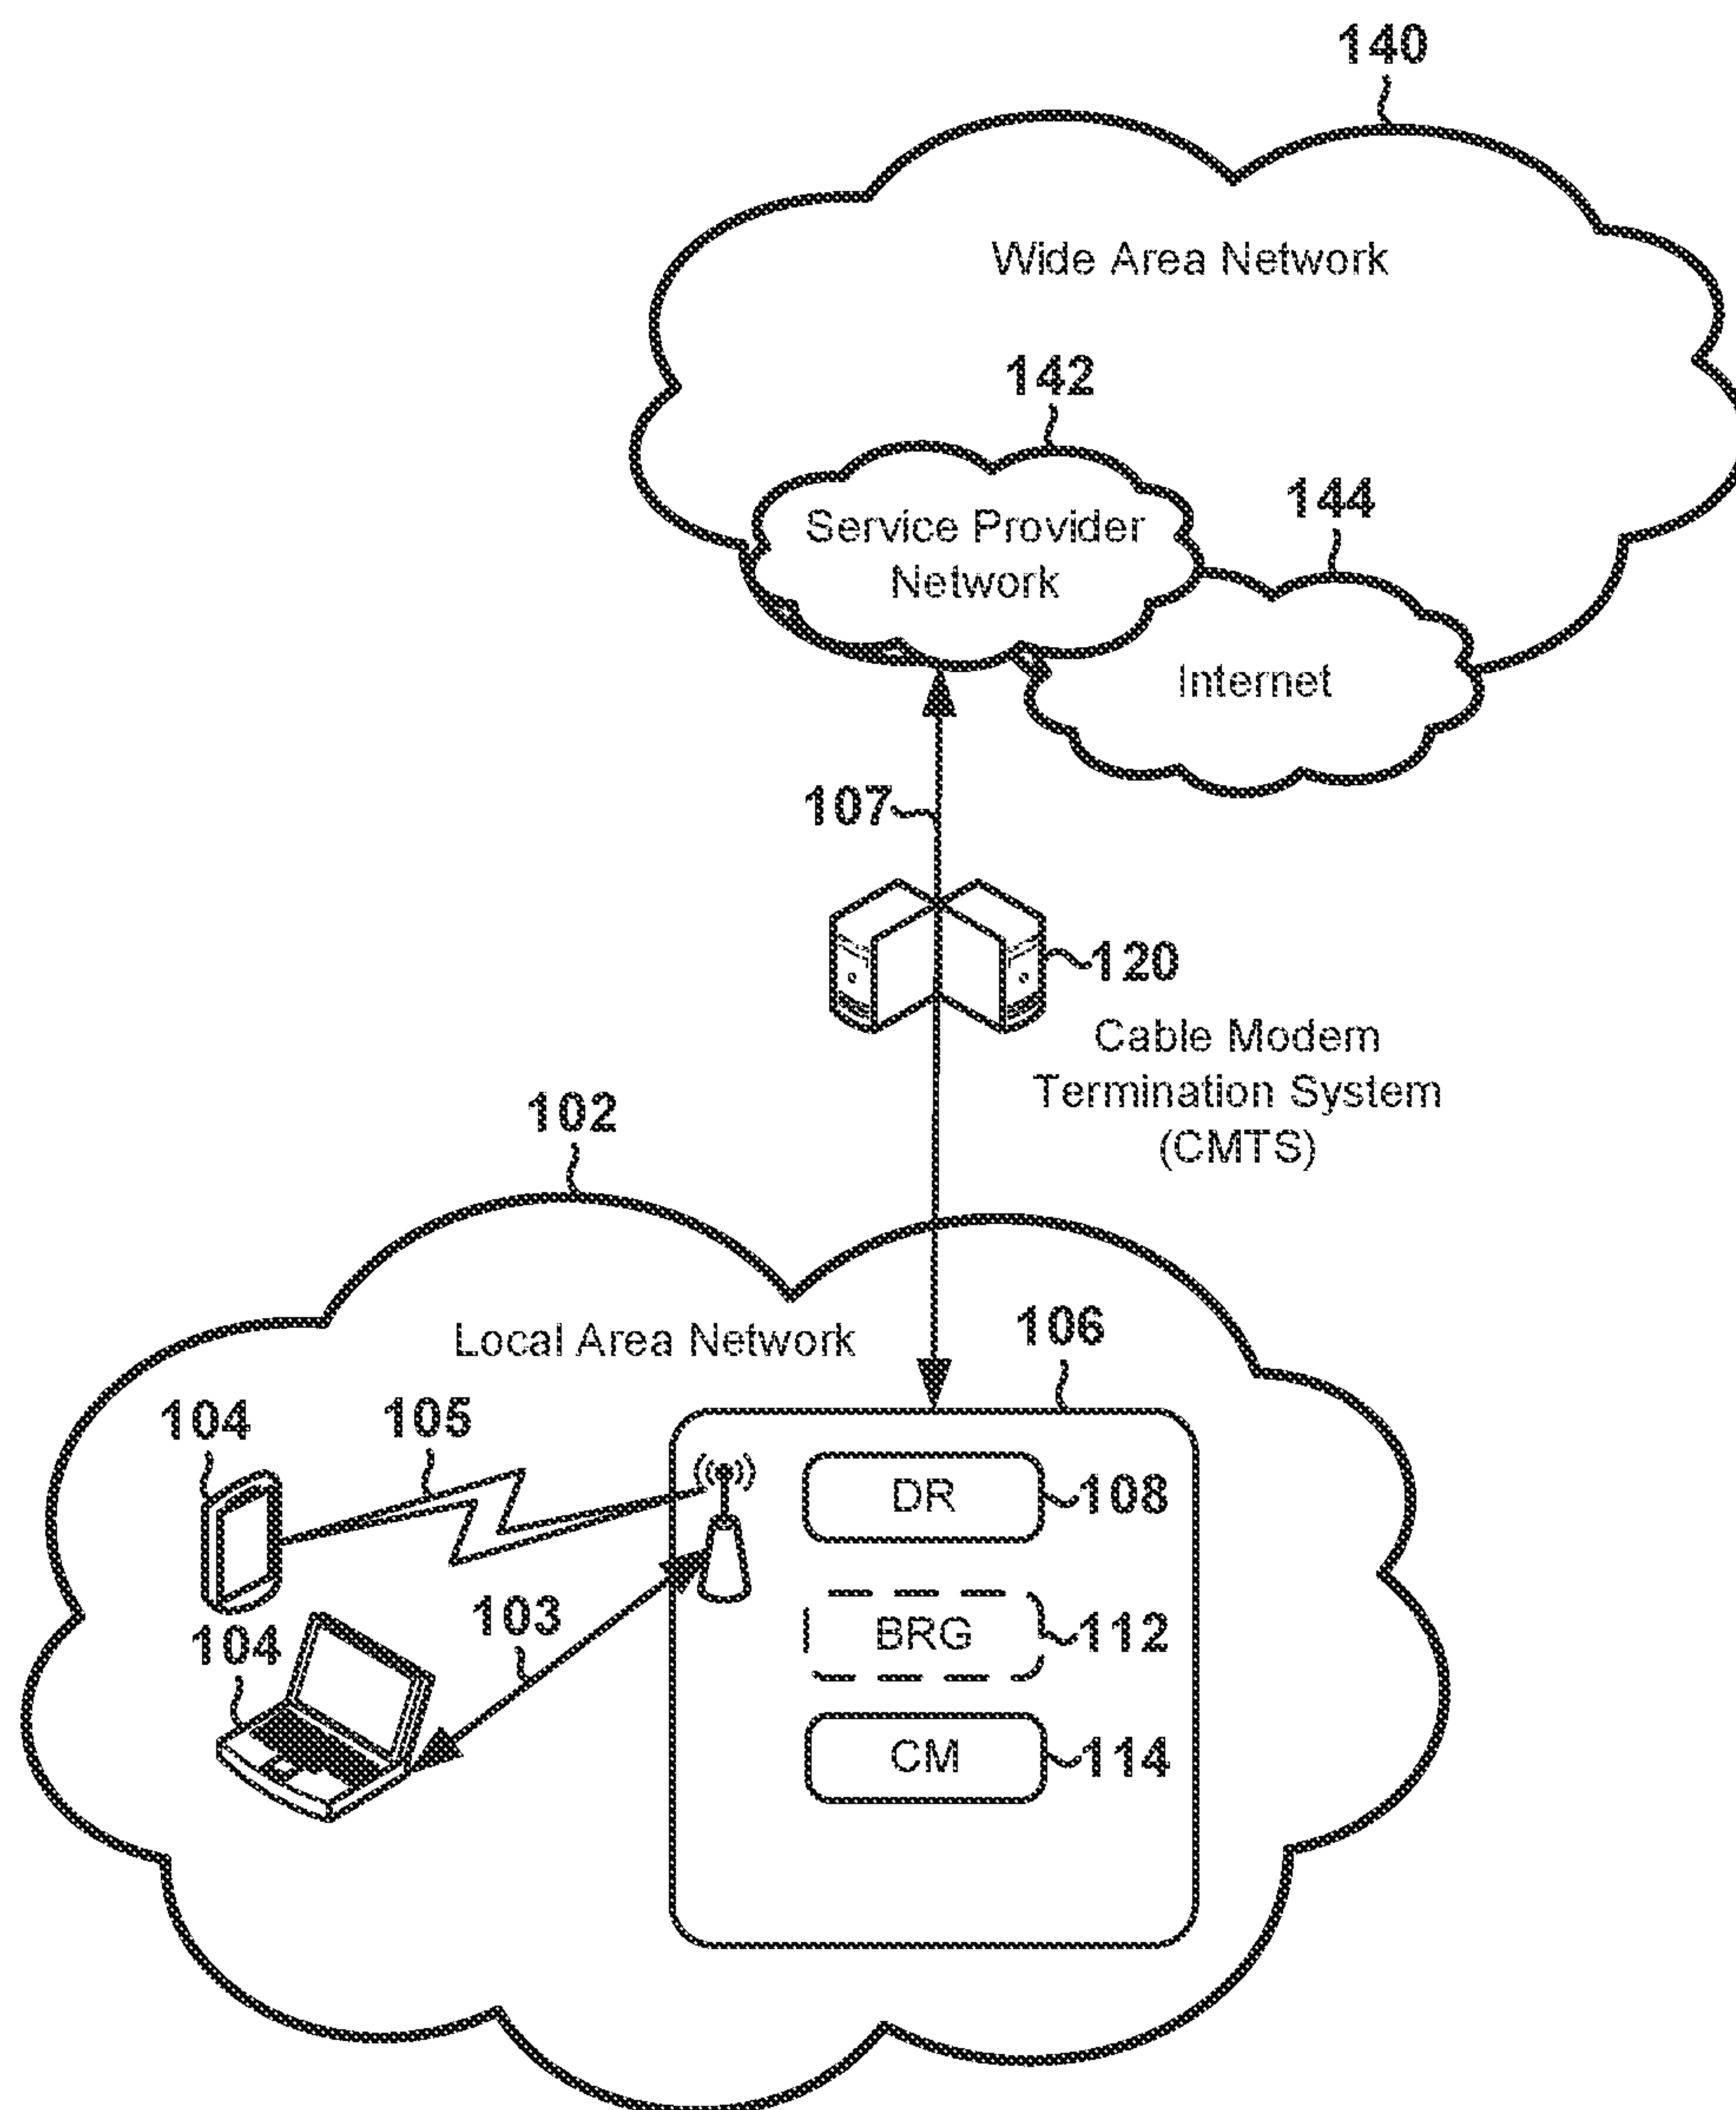 140
Wide Area Network
142
144
Service Provider
Network
Internet
107
120
Cable Modem
Termination System
(CMTS)
102
Local Area Network
106
104
105
DR
108
104
103
BRG
112
CM
114